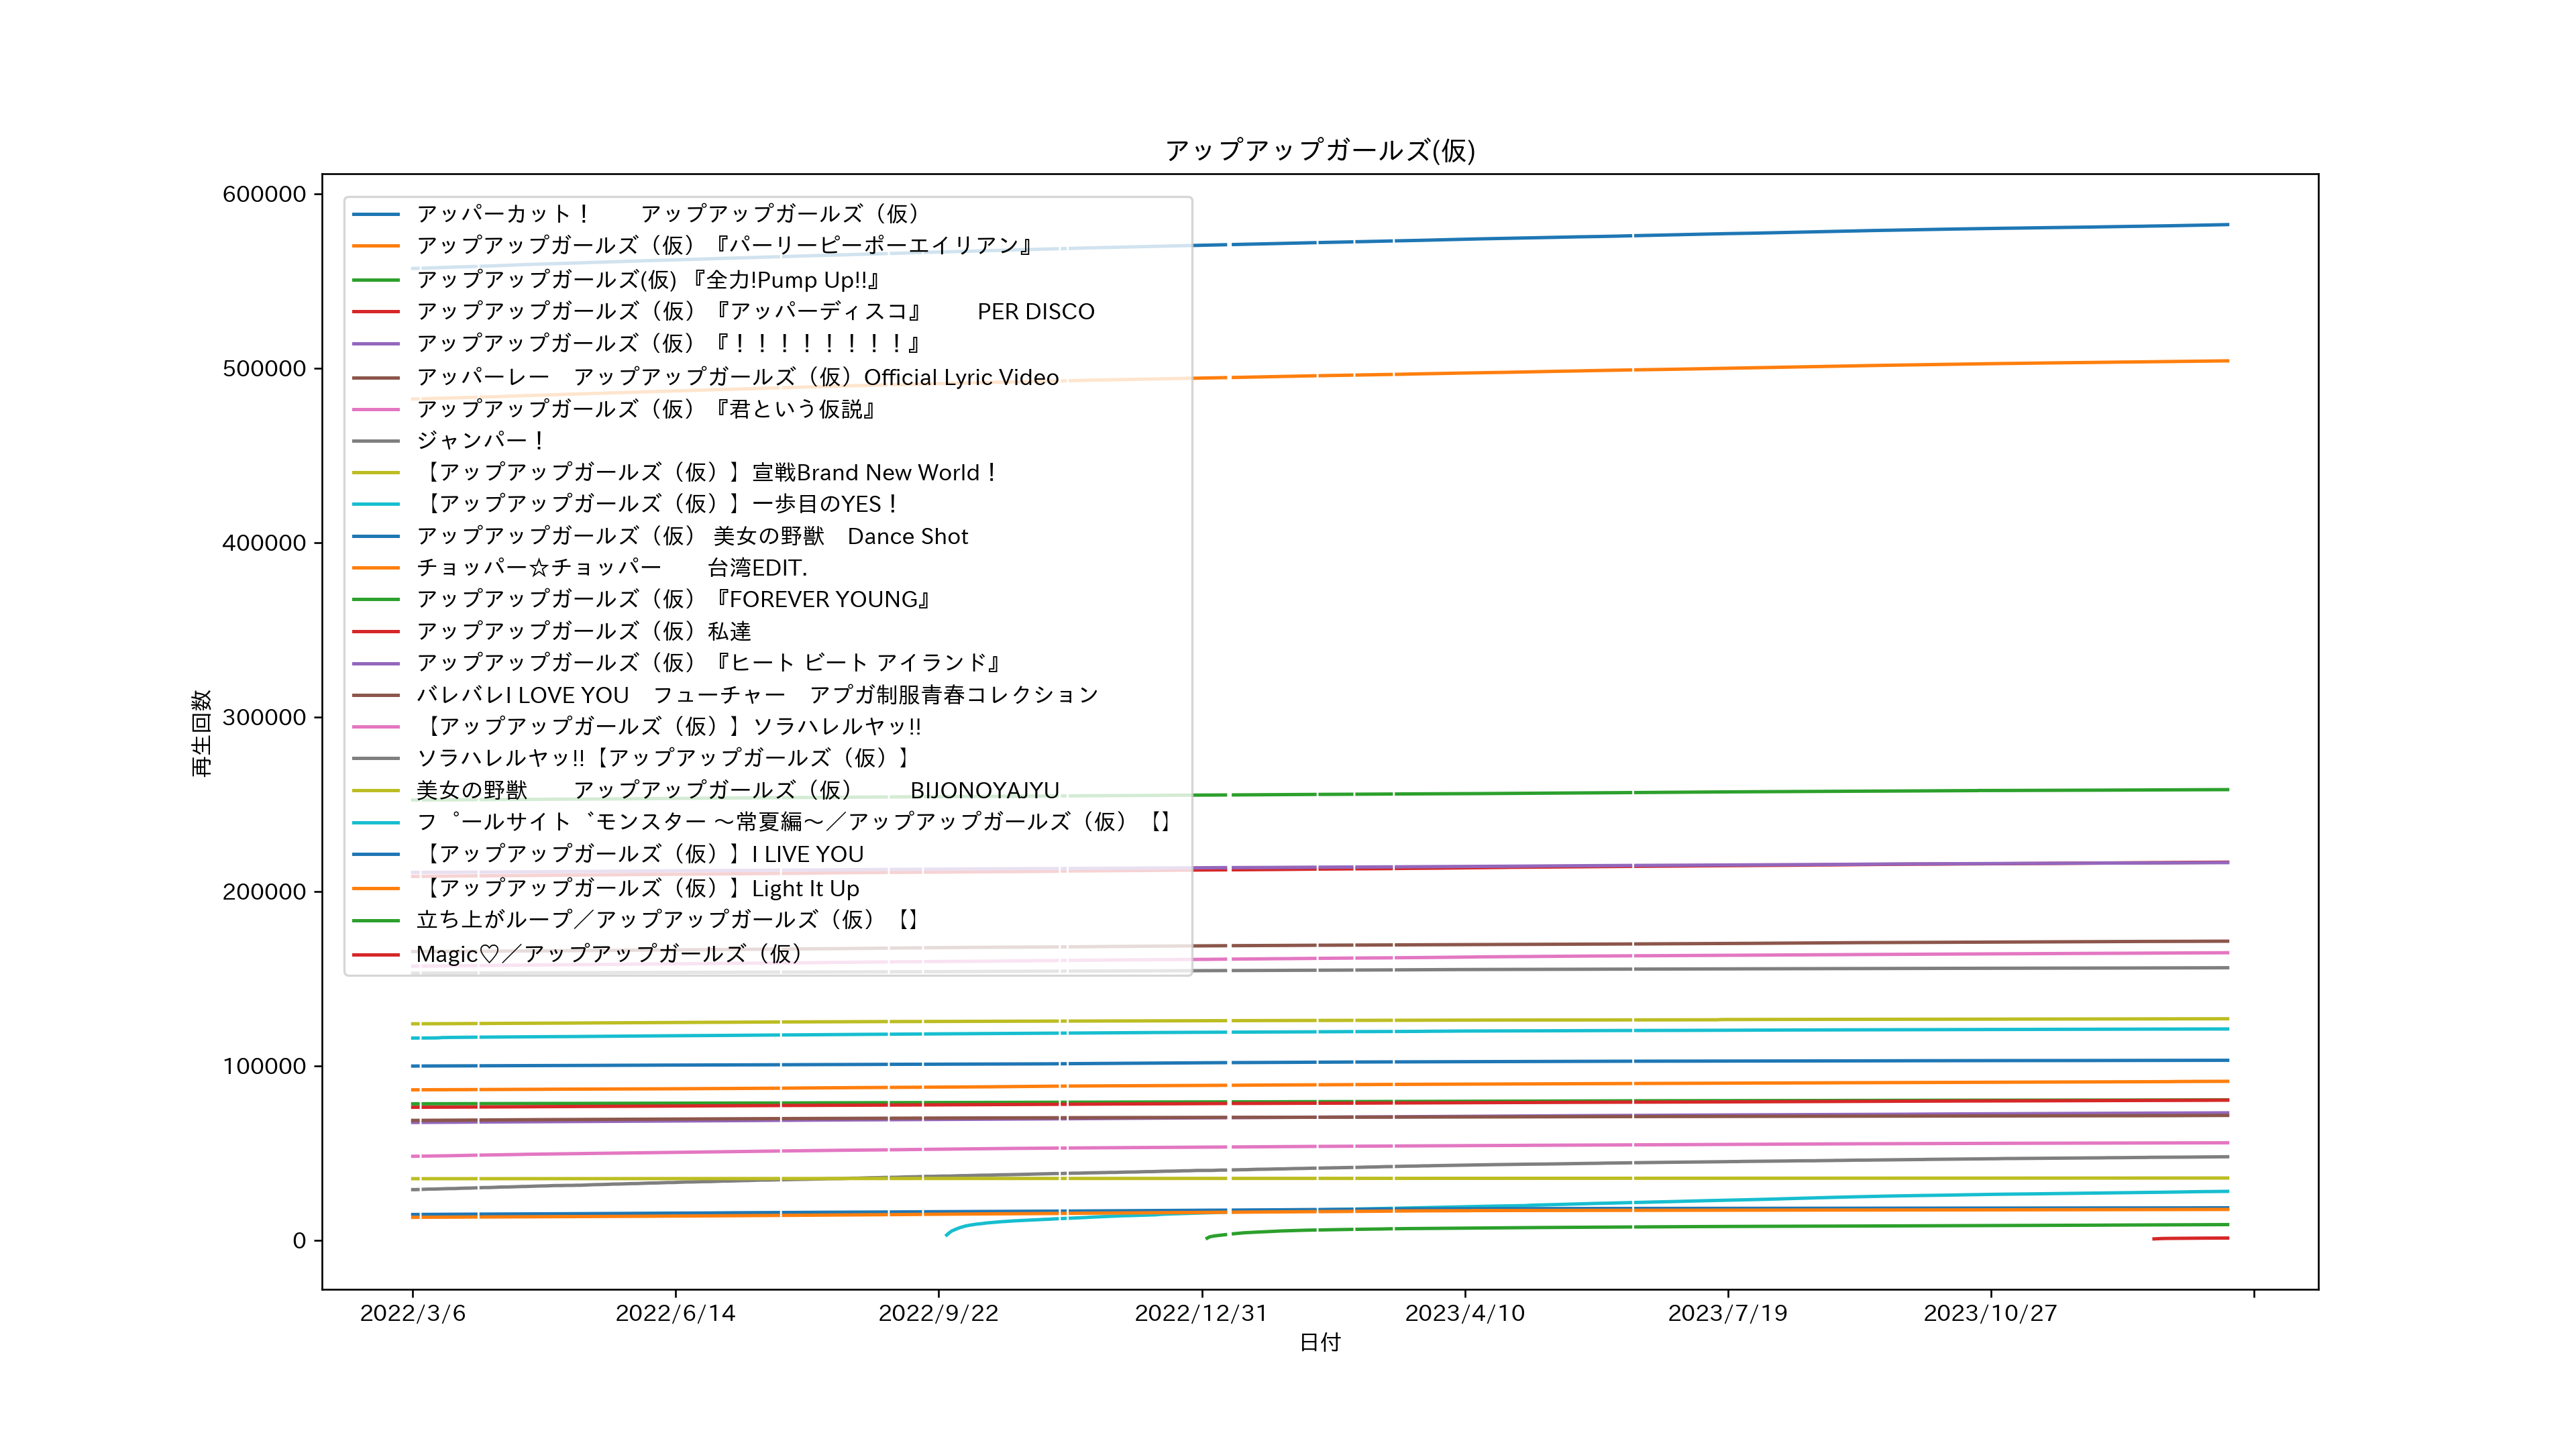 アップアップガールズ(仮)
600000
500000
400000
300000
200000
100000
0
再生回数
アッパーカット！　　アップアップガールズ（仮）
アップアップガールズ（仮）『パーリーピーポーエイリアン』
アップアップガールズ(仮) 『全力!Pump Up!!』
アップアップガールズ（仮）『アッパーディスコ』　　PER DISCO
アップアップガールズ（仮）『！！！！！！！！』
アッパーレー　アップアップガールズ（仮）Official Lyric Video
アップアップガールズ（仮）『君という仮説』
ジャンパー！
【アップアップガールズ（仮）】宣戦Brand New World！
【アップアップガールズ（仮）】一歩目のYES！
アップアップガールズ（仮） 美女の野獣　Dance Shot
チョッパー☆チョッパー　　台湾EDIT.
アップアップガールズ（仮）『FOREVER YOUNG』
アップアップガールズ（仮）私達
アップアップガールズ（仮）『ヒート ビート アイランド』
バレバレI LOVE YOU　フューチャー　アプガ制服青春コレクション
【アップアップガールズ（仮）】ソラハレルヤッ!!
ソラハレルヤッ!!【アップアップガールズ（仮）】
美女の野獣　　アップアップガールズ（仮）　　BIJONOYAJYU
フ゜ールサイト゛モンスター 〜常夏編〜／アップアップガールズ（仮）【】
【アップアップガールズ（仮）】I LIVE YOU
【アップアップガールズ（仮）】Light It Up
立ち上がループ／アップアップガールズ（仮）【】
Magic♡／アップアップガールズ（仮）
2022/3/6 2022/6/14 2022/9/22 2022/12/31 2023/4/10 2023/7/19 2023/10/27
日付